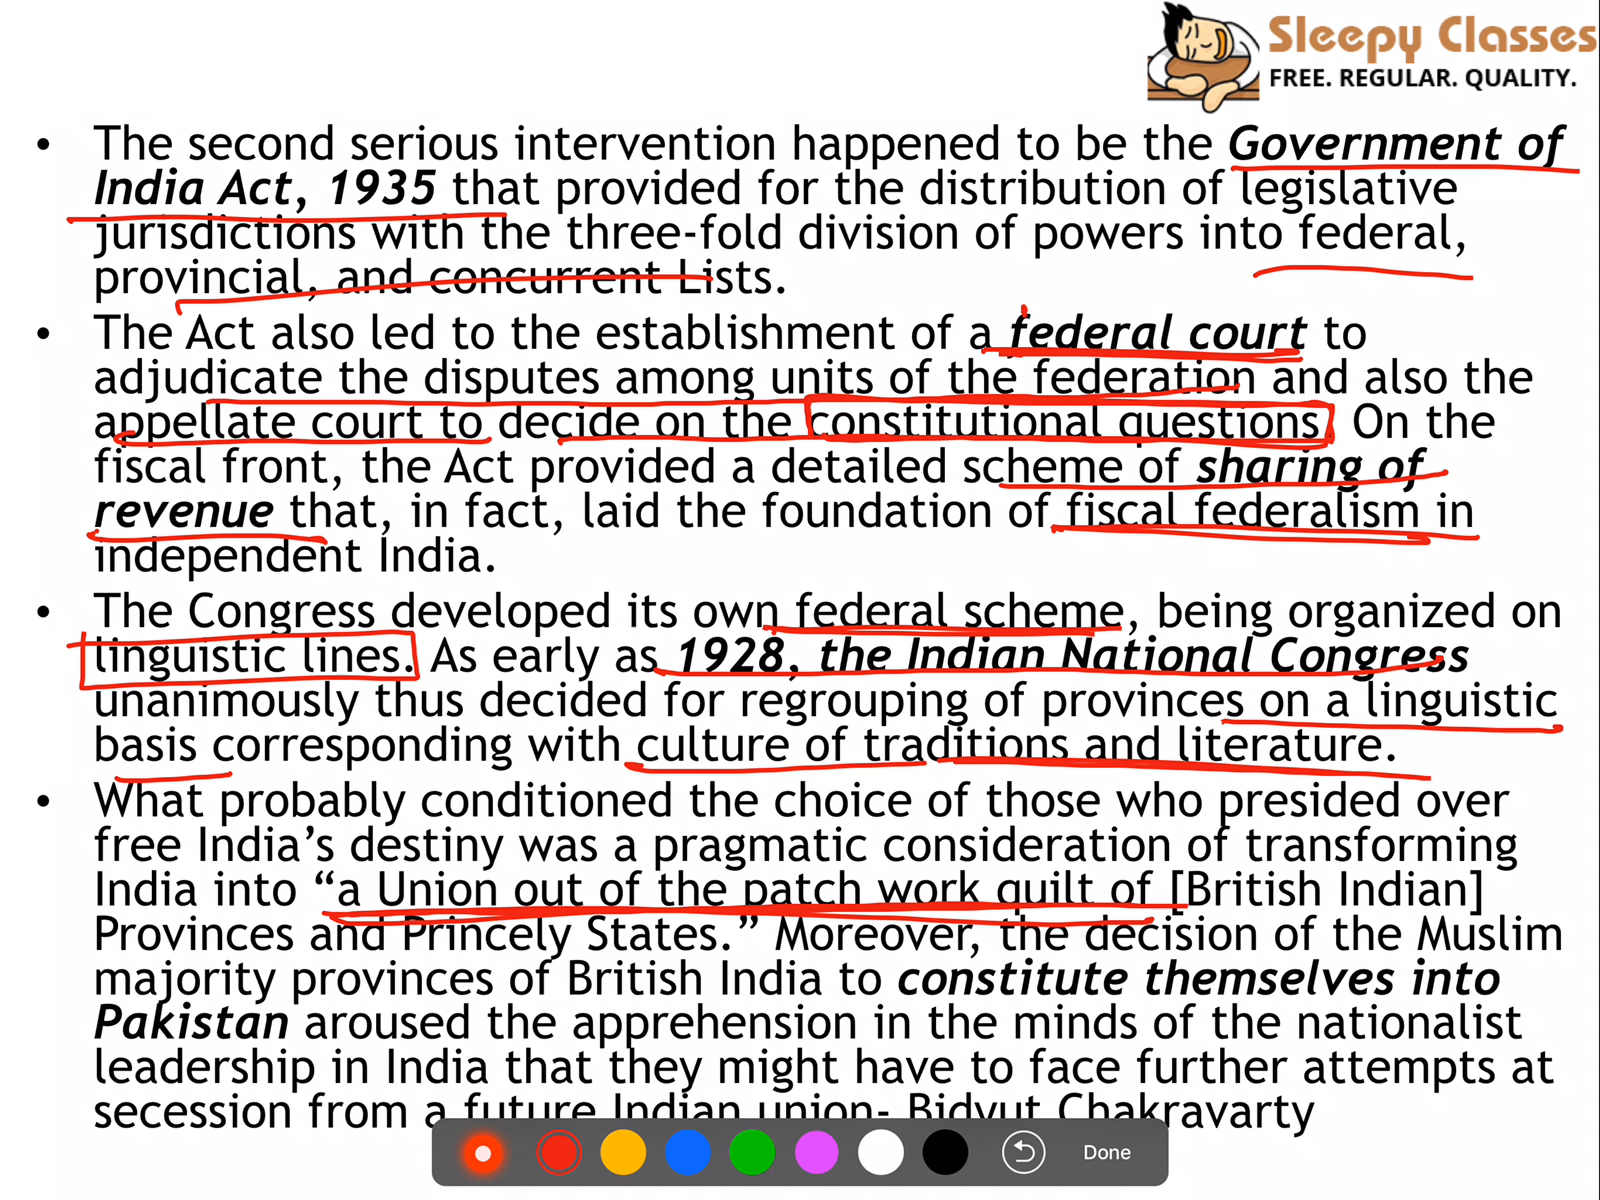 Sleepy Classes
FREE. REGULAR. QUALITY.
• The second serious intervention happened to be the Government of
India Act, 1935 that provided for the distribution of legislative
jurisdictions with the three-fold division of powers into federal,
provincial, and concurrent Lists.
• The Act also led to the establishment of a federal court to
adjudicate the disputes among units of the federation and also the
appellate court to decide on the constitutional questions. On the
fiscal front, the Act provided a detailed scheme of sharing of
revenue that, in fact, laid the foundation of fiscal federalism in
independent India.
• The Congress developed its own federal scheme, being organized on
linguistic lines. As early as 1928, the Indian National Congress
unanimously thus decided for regrouping of provinces on a linguistic
basis corresponding with culture of traditions and literature.
• What probably conditioned the choice of those who presided over
free India’s destiny was a pragmatic consideration of transforming
India into “a Union out of the patch work quilt of [British Indian]
Provinces and Princely States.” Moreover, the decision of the Muslim
majority provinces of British India to constitute themselves into
Pakistan aroused the apprehension in the minds of the nationalist
leadership in India that they might have to face further attempts at
secession from a future Indian union- Bidyut Chakravarty
Done